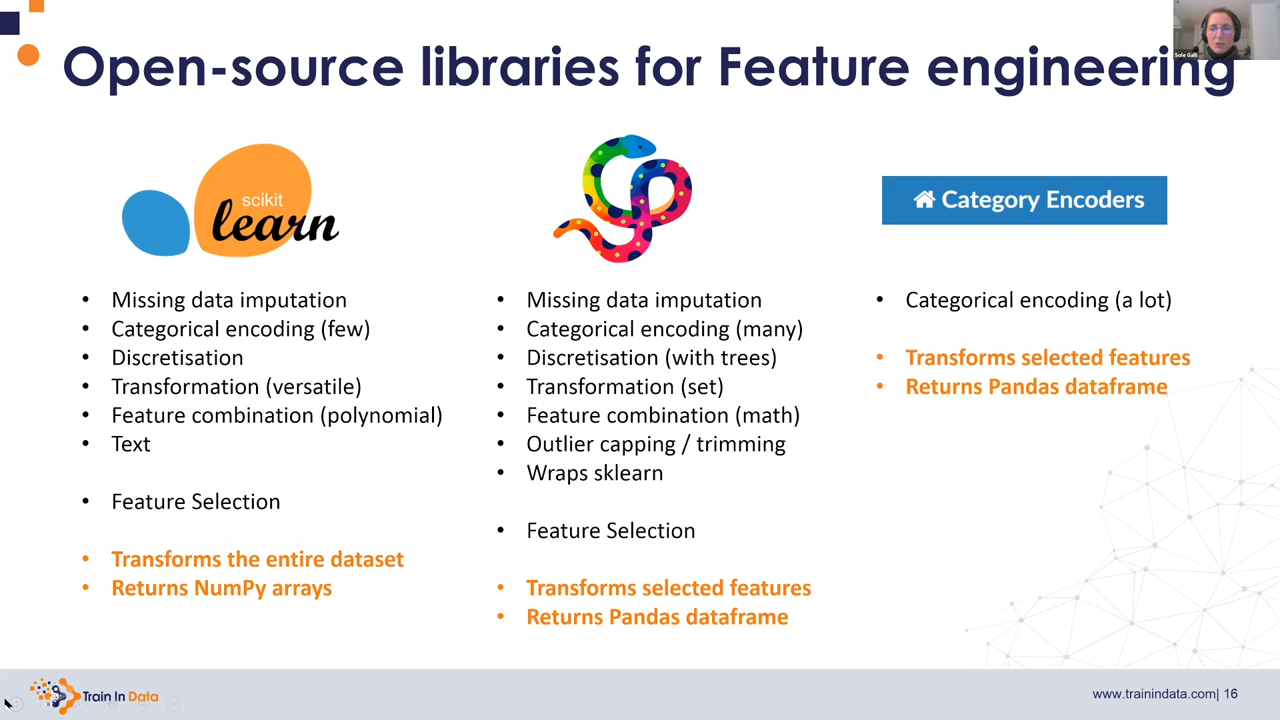 Open-source libraries for Feature engineering
Sole Galli
scikit
learn
Category Encoders
• Missing data imputation
• Categorical encoding (few)
• Discretisation
• Transformation (versatile)
• Feature combination (polynomial)
• Text
• Feature Selection
• Transforms the entire dataset
• Returns NumPy arrays
• Missing data imputation
• Categorical encoding (many)
• Discretisation (with trees)
• Transformation (set)
• Feature combination (math)
• Outlier capping / trimming
• Wraps sklearn
• Feature Selection
• Transforms selected features
• Returns Pandas dataframe
• Categorical encoding (a lot)
• Transforms selected features
• Returns Pandas dataframe
Train In Data
www.trainindata.com| 16